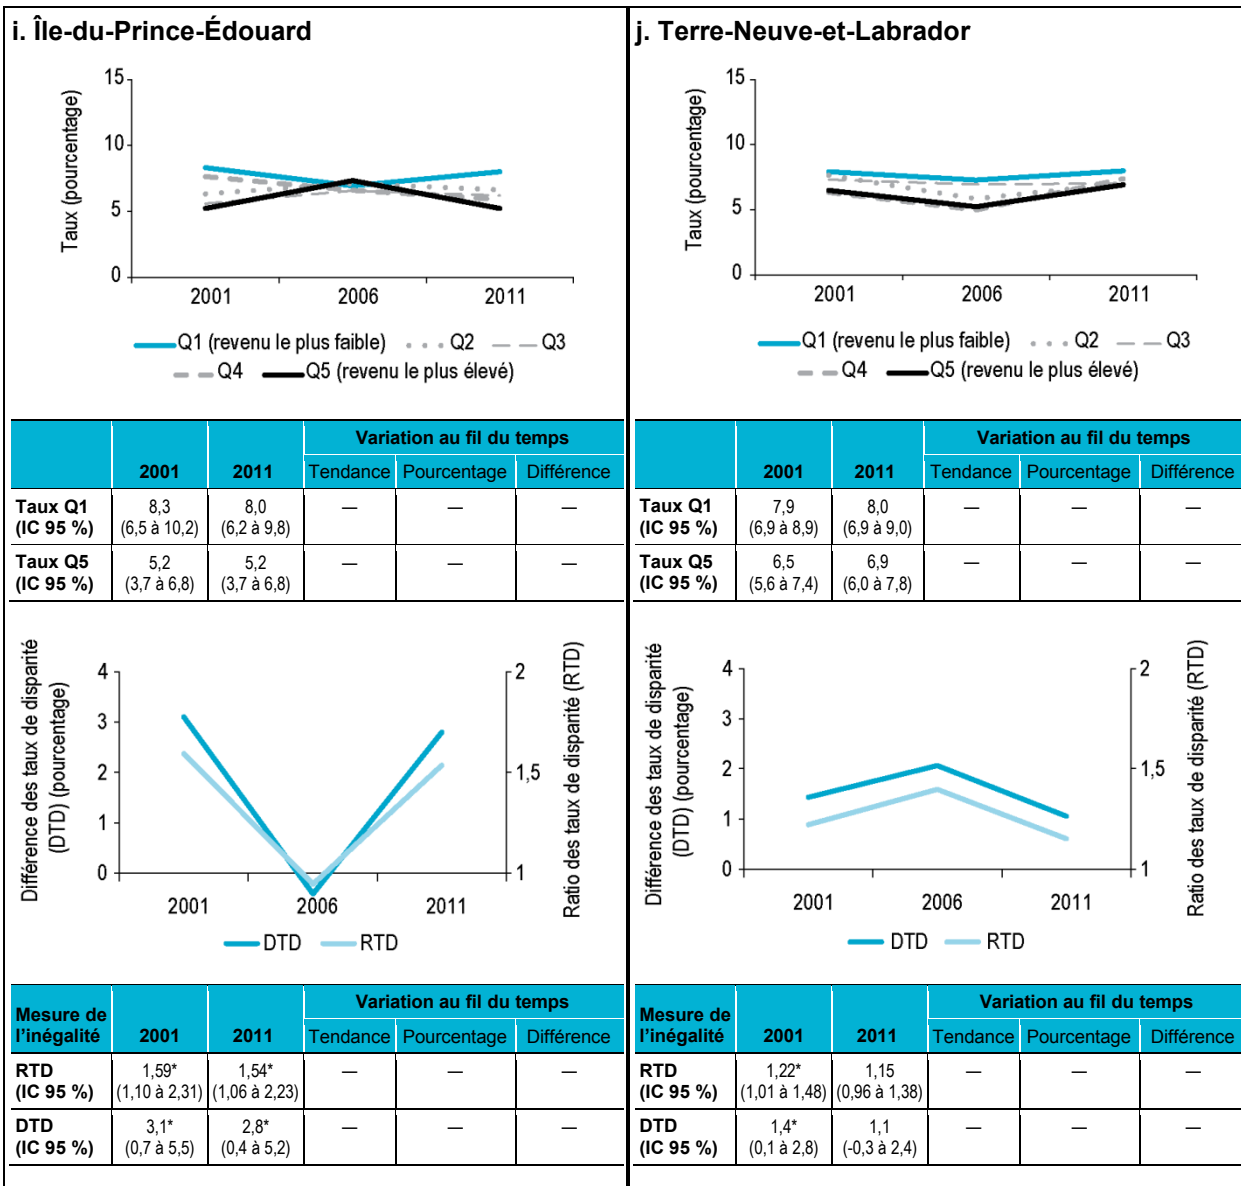 i. Île-du-Prince-Édouard
Taux (pourcentage)
15
10
5
0
2001 2006 2011
Q1 (revenu le plus faible) Q2 Q3
Q4 Q5 (revenu le plus élevé)
Variation au fil du temps
2001 2011 Tendance Pourcentage Différence
Taux Q1 8,3 8,0 — — —
(IC 95 %) (6,5 à 10,2) (6,2 à 9,8)
Taux Q5 5,2 5,2 — — —
(IC 95 %) (3,7 à 6,8) (3,7 à 6,8)
Différence des taux de disparité
(DTD) (pourcentage)
4
3
2
1
0
2
1,5
1
Ratio des taux de disparité (RTD)
2001 2006 2011
DTD RTD
Mesure de Variation au fil du temps
l'inégalité 2001 2011 Tendance Pourcentage Différence
RTD 1,59* 1,54* — — —
(IC 95 %) (1,10 à 2,31) (1,06 à 2,23)
DTD 3,1* 2,8* — — —
(IC 95 %) (0,7 à 5,5) (0,4 à 5,2)
j. Terre-Neuve-et-Labrador
Taux (pourcentage)
15
10
5
0
2001 2006 2011
Q1 (revenu le plus faible) Q2 Q3
Q4 Q5 (revenu le plus élevé)
Variation au fil du temps
2001 2011 Tendance Pourcentage Différence
Taux Q1 7,9 8,0 — — —
(IC 95 %) (6,9 à 8,9) (6,9 à 9,0)
Taux Q5 6,5 6,9 — — —
(IC 95 %) (5,6 à 7,4) (6,0 à 7,8)
Différence des taux de disparité
(DTD) (pourcentage)
4
3
2
1
0
2
1,5
1
Ratio des taux de disparité (RTD)
2001 2006 2011
DTD RTD
Mesure de Variation au fil du temps
l'inégalité 2001 2011 Tendance Pourcentage Différence
RTD 1,22* 1,15 — — —
(IC 95 %) (1,01 à 1,48) (0,96 à 1,38)
DTD 1,4* 1,1 — — —
(IC 95 %) (0,1 à 2,8) (-0,3 à 2,4)